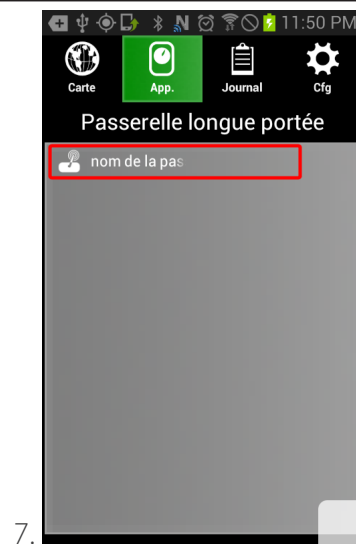 11:50 PM
Carte App. Journal Cfg
Passerelle longue portée
nom de la pas
7.